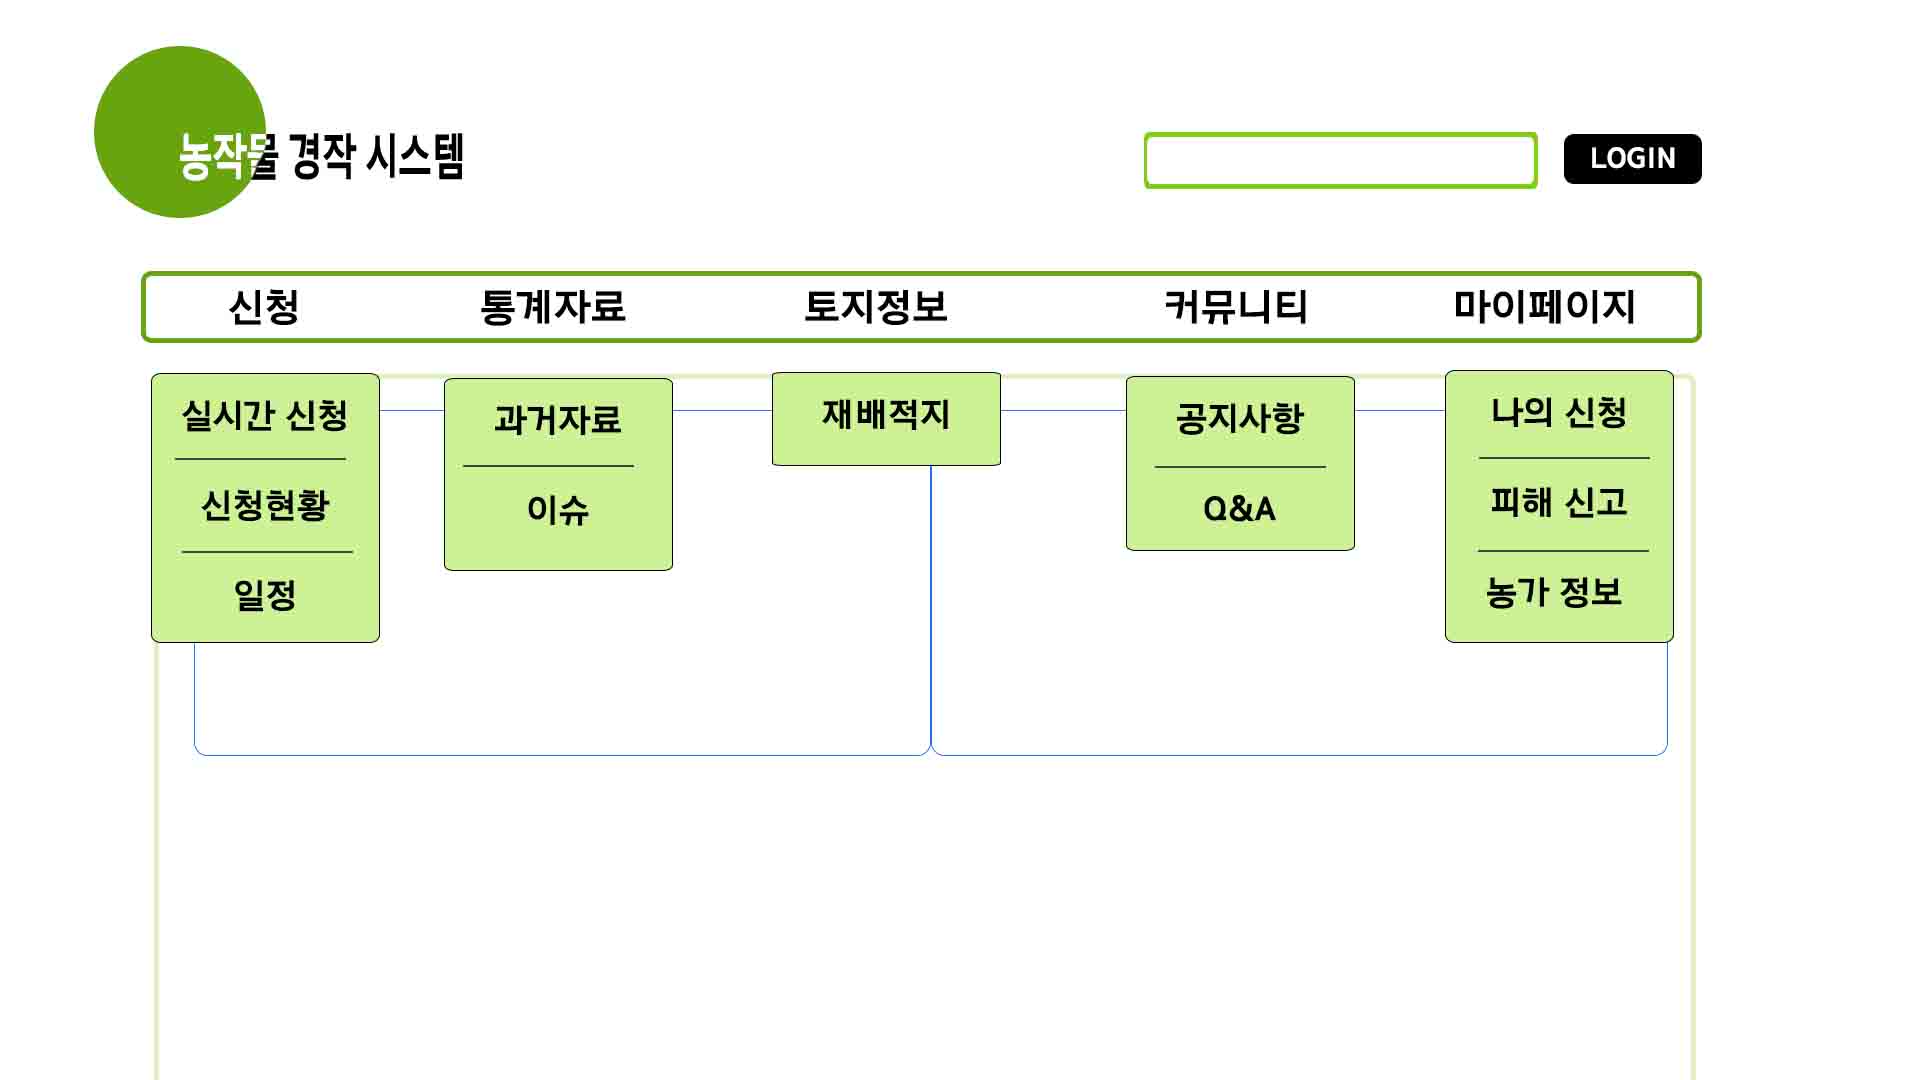 농작물 경작 시스템
LOGIN
신청 통계자료 토지정보 커뮤니티 마이페이지
실시간 신청
신청현황
일정
과거자료
이슈
재배적지
공지사항
Q&A
나의 신청
피해 신고
농가 정보